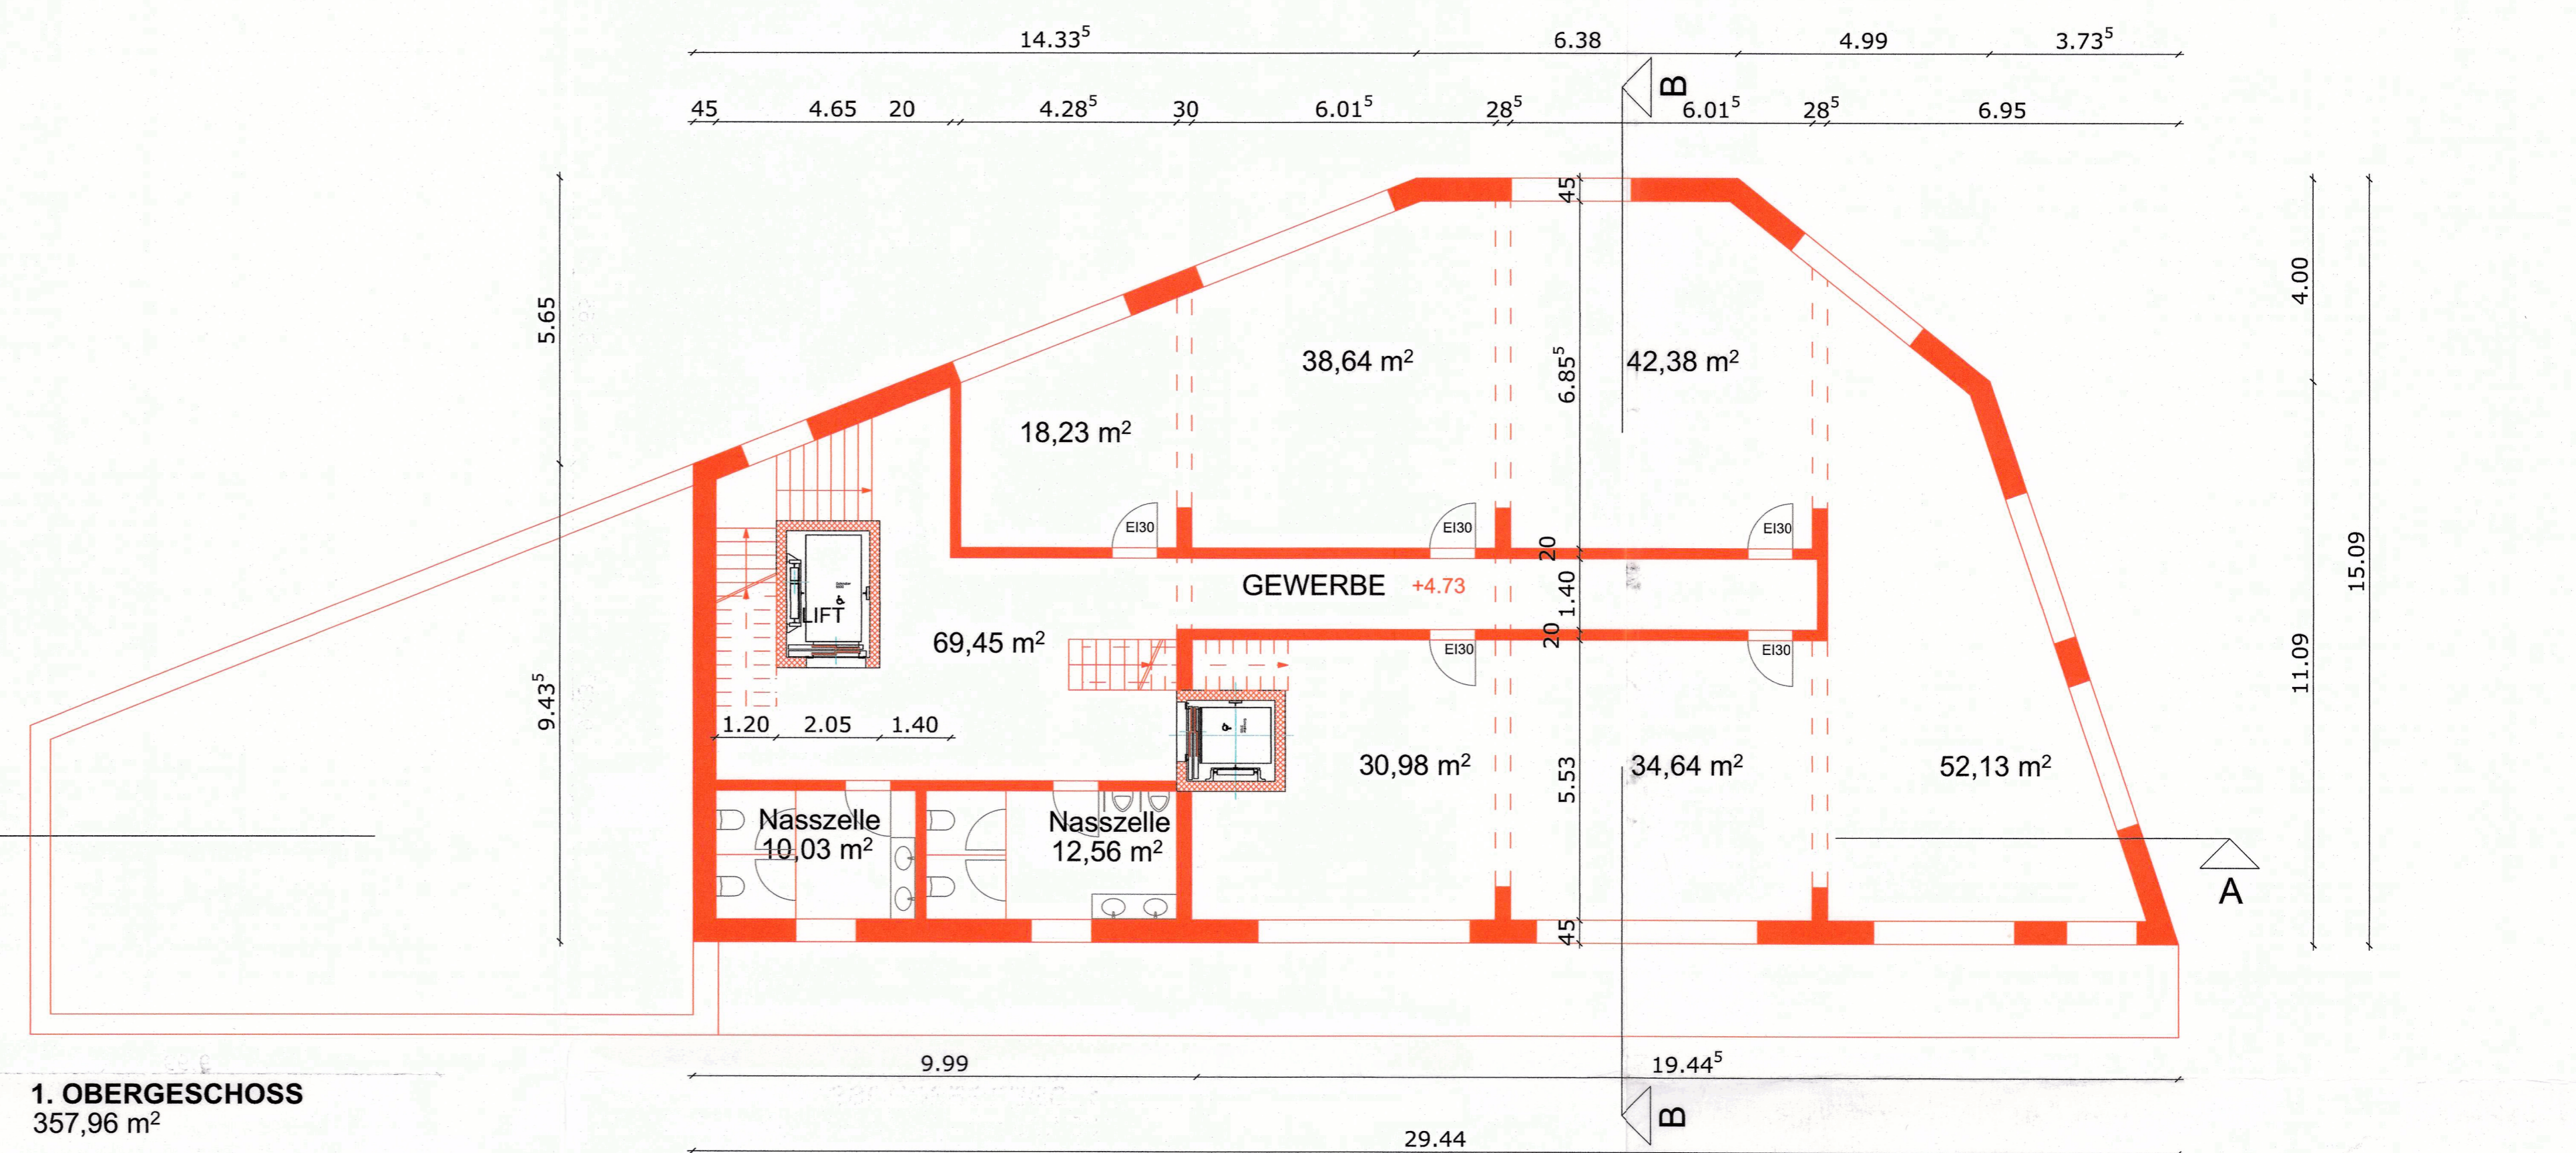 14.33⁵ 6.38 4.99 3.73⁵
B
45 4.65 20 4.28⁵ 30 6.01⁵ 28⁵ 6.01⁵ 28⁵ 6.95
45
5.65
4.00
6.85⁵
38,64 m²
42,38 m²
18,23 m²
EI30
EI30
EI30
20
15.09
LIFT
GEWERBE +4.73
1.40
69,45 m²
20
EI30
EI30
11.09
9.43⁵
1.20 2.05 1.40
30,98 m²
5.53
34,64 m²
52,13 m²
Nasszelle
10,03 m²
Nasszelle
12,56 m²
A
45
9.99
19.44⁵
1. OBERGESCHOSS
357,96 m²
B
29.44